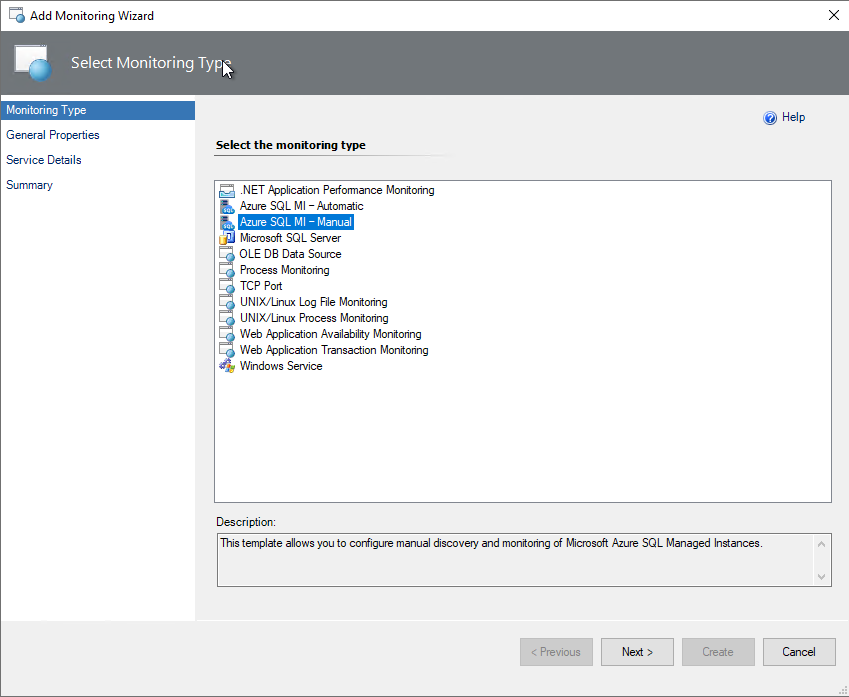 Add Monitoring Wizard
Select Monitoring Type
Monitoring Type
General Properties
Service Details
Summary
Help
Select the monitoring type
.NET Application Performance Monitoring
Azure SQL MI – Automatic
Azure SQL MI – Manual
Microsoft SQL Server
OLE DB Data Source
Process Monitoring
TCP Port
UNIX/Linux Log File Monitoring
UNIX/Linux Process Monitoring
Web Application Availability Monitoring
Web Application Transaction Monitoring
Windows Service
Description:
This template allows you to configure manual discovery and monitoring of Microsoft Azure SQL Managed Instances.
< Previous
Next >
Create
Cancel